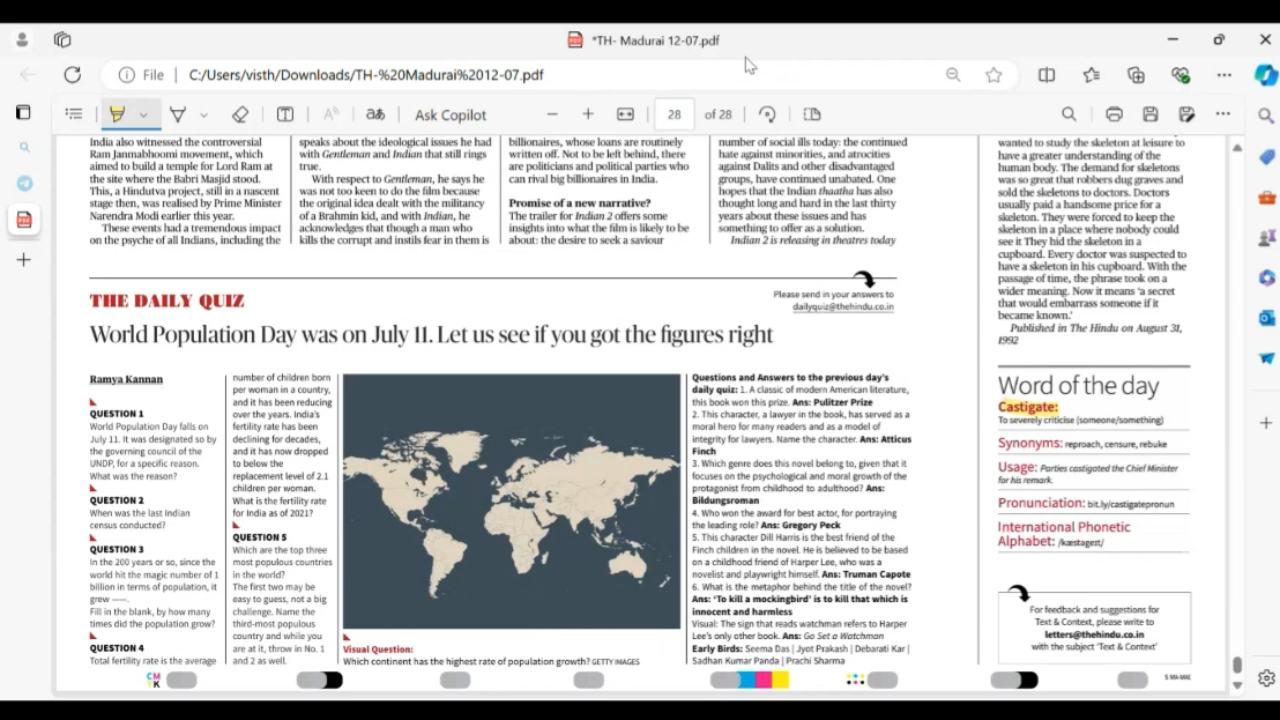 *TH- Madurai 12-07.pdf
File
C:/Users/visth/Downloads/TH-%20Madurai%2012-07.pdf
Ask Copilot
28 of 28
India also witnessed the controversial
Ram Janmabhoomi movement, which
aimed to build a temple for Lord Ram at
the site where the Babri Masjid stood.
This, a Hindutva project, still in a nascent
stage then, was realised by Prime Minister
Narendra Modi earlier this year.
These events had a tremendous impact
on the psyche of all Indians, including the
speaks about the ideological issues he had
with Gentleman and Indian that still rings
true.
With respect to Gentleman, he says he
was not too keen to do the film because
the original idea dealt with the militancy
of a Brahmin kid, and with Indian, he
acknowledges that though a man who
kills the corrupt and instils fear in them is
billionaires, whose loans are routinely
written off. Not to be left behind, there
are politicians and political parties who
can rival big billionaires in India.
Promise of a new narrative?
The trailer for Indian 2 offers some
insights into what the film is likely to be
about: the desire to seek a saviour
number of social ills today: the continued
hate against minorities, and atrocities
against Dalits and other disadvantaged
groups, have continued unabated. One
hopes that the Indian thaatha has also
thought long and hard in the last thirty
years about these issues and has
something to offer as a solution.
Indian 2 is releasing in theatres today
wanted to study the skeleton at leisure to
have a greater understanding of the
human body. The demand for skeletons
was so great that robbers dug graves and
sold the skeletons to doctors. Doctors
usually paid a handsome price for a
skeleton. They were forced to keep the
skeleton in a place where nobody could
see it They hid the skeleton in a
cupboard. Every doctor was suspected to
have a skeleton in his cupboard. With the
passage of time, the phrase took on a
wider meaning. Now it means 'a secret
that would embarrass someone if it
became known.'
Published in The Hindu on August 31,
1992
THE DAILY QUIZ
Please send in your answers to
dailyquiz@thehindu.co.in
World Population Day was on July 11. Let us see if you got the figures right
Ramya Kannan
QUESTION 1
World Population Day falls on
July 11. It was designated so by
the governing council of the
UNDP, for a specific reason.
What was the reason?
QUESTION 2
When was the last Indian
census conducted?
QUESTION 3
In the 200 years or so, since the
world hit the magic number of 1
billion in terms of population, it
grew ——.
Fill in the blank, by how many
times did the population grow?
QUESTION 4
Total fertility rate is the average
number of children born
per woman in a country,
and it has been reducing
over the years. India's
fertility rate has been
declining for decades,
and it has now dropped
to below the
replacement level of 2.1
children per woman.
What is the fertility rate
for India as of 2021?
QUESTION 5
Which are the top three
most populous countries
in the world?
The first two may be
easy to guess, not a big
challenge. Name the
third-most populous
country and while you
are at it, throw in No. 1
and 2 as well.
Visual Question:
Which continent has the highest rate of population growth? GETTY IMAGES
Questions and Answers to the previous day's
daily quiz: 1. A classic of modern American literature,
this book won this prize. Ans: Pulitzer Prize
2. This character, a lawyer in the book, has served as a
moral hero for many readers and as a model of
integrity for lawyers. Name the character. Ans: Atticus
Finch
3. Which genre does this novel belong to, given that it
focuses on the psychological and moral growth of the
protagonist from childhood to adulthood? Ans:
Bildungsroman
4. Who won the award for best actor, for portraying
the leading role? Ans: Gregory Peck
5. This character Dill Harris is the best friend of the
Finch children in the novel. He is believed to be based
on a childhood friend of Harper Lee, who was a
novelist and playwright himself. Ans: Truman Capote
6. What is the metaphor behind the title of the novel?
Ans: 'To kill a mockingbird' is to kill that which is
innocent and harmless
Visual: The sign that reads watchman refers to Harper
Lee's only other book. Ans: Go Set a Watchman
Early Birds: Seema Das | Jyot Prakash | Debarati Kar |
Sadhan Kumar Panda | Prachi Sharma
Word of the day
Castigate:
To severely criticise (someone/something)
Synonyms: reproach, censure, rebuke
Usage: Parties castigated the Chief Minister
for his remark.
Pronunciation: bit.ly/castigatepronun
International Phonetic
Alphabet: /kæstəgeɪt/
For feedback and suggestions for
Text & Context, please write to
letters@thehindu.co.in
with the subject 'Text & Context'
CM
YK